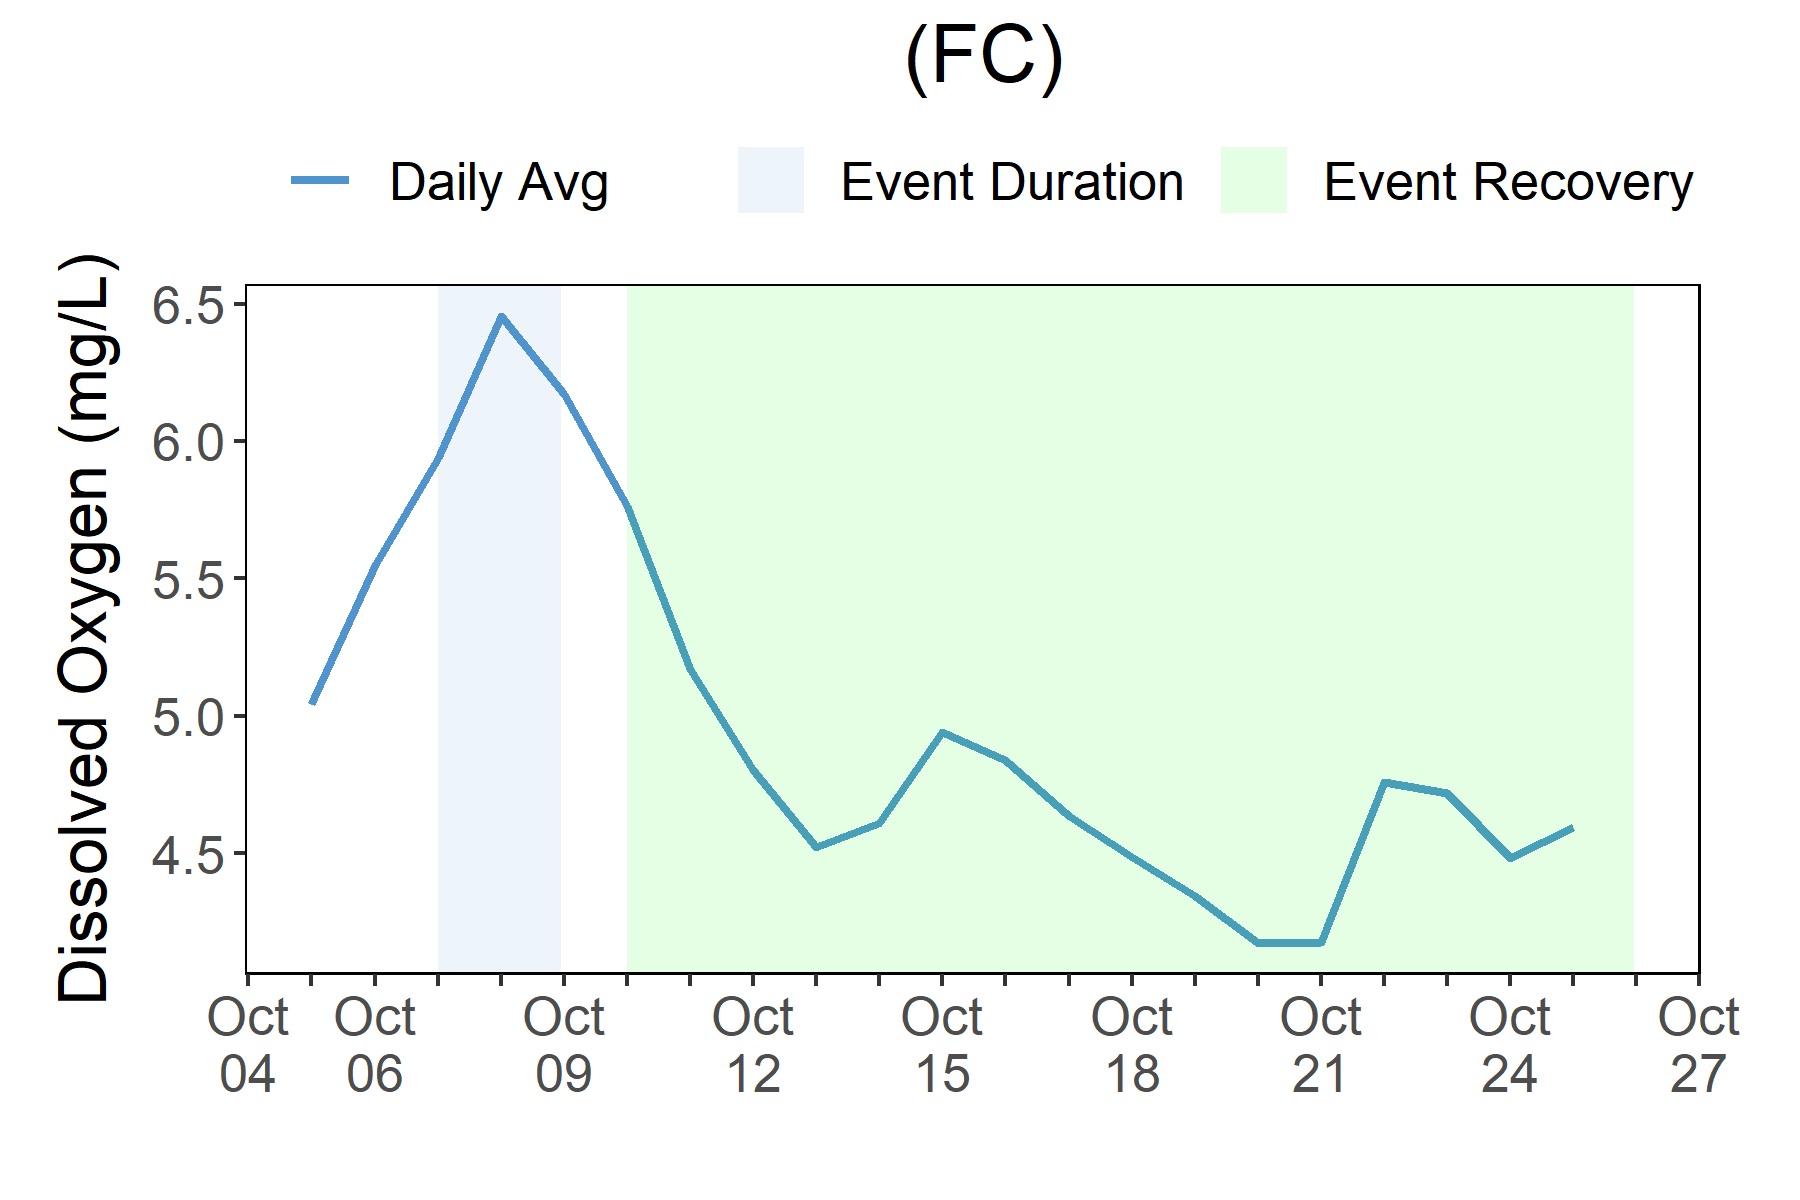 (FC)
Daily Avg Event Duration Event Recovery
Dissolved Oxygen (mg/L)
6.5
6.0
5.5
5.0
4.5
Oct Oct Oct Oct Oct Oct Oct Oct Oct
04 06 09 12 15 18 21 24 27